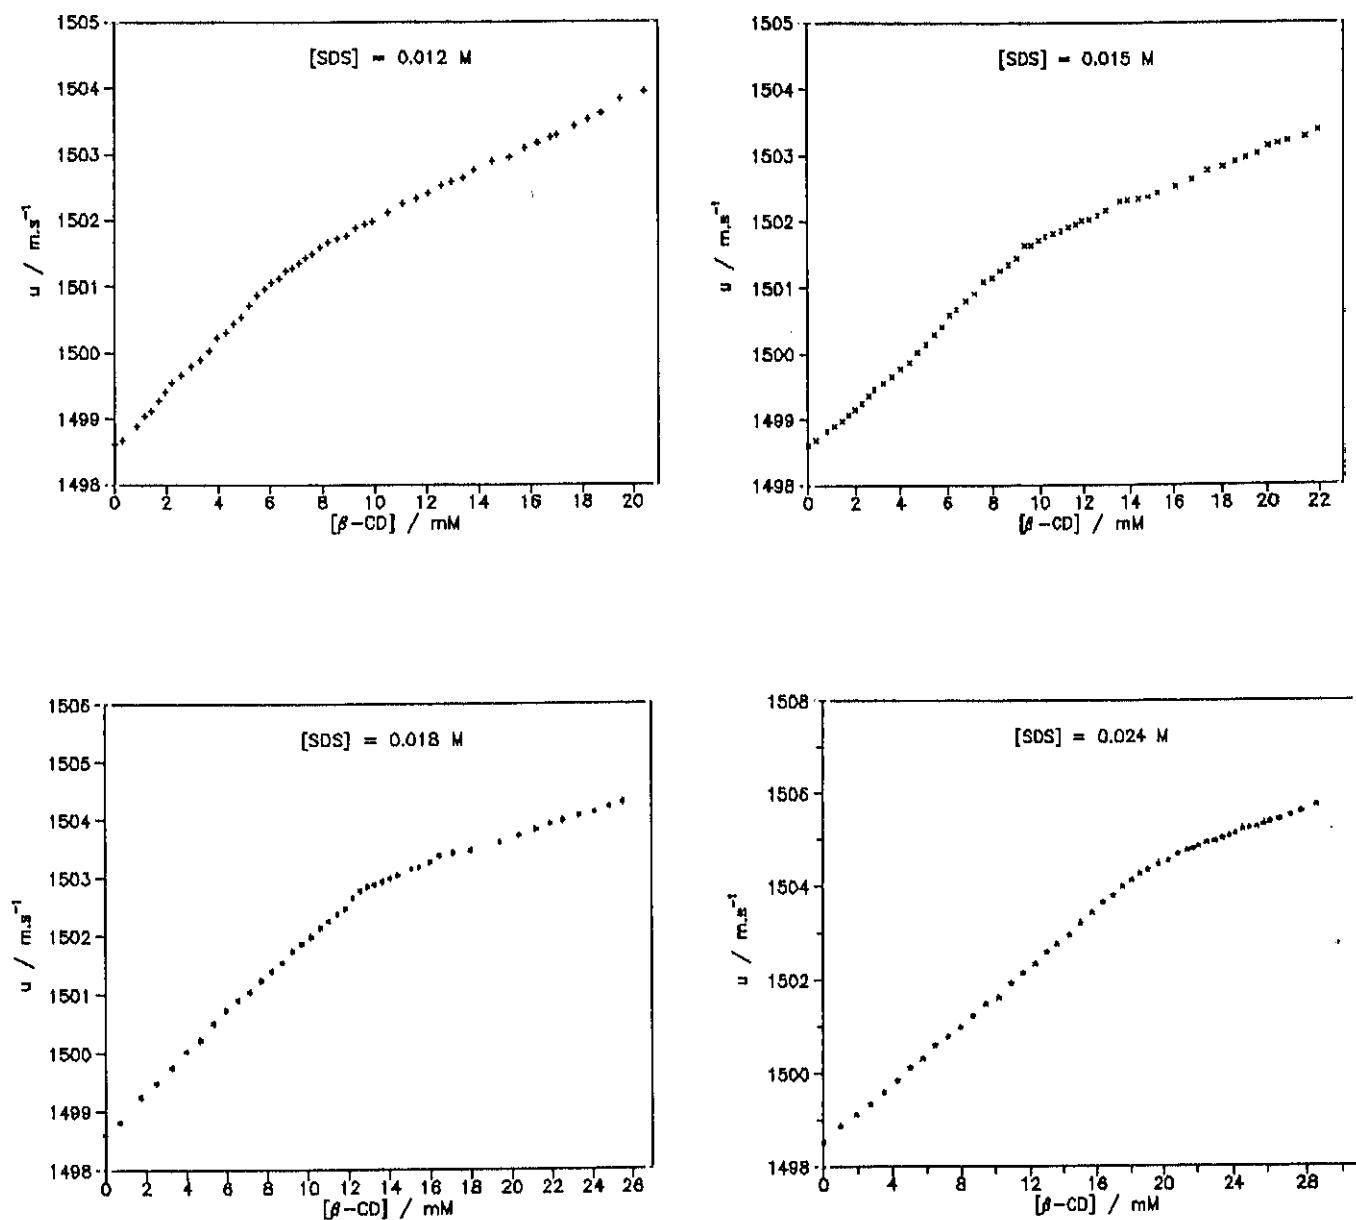 1505
1504
1503
1502
1501
1500
1499
1498
u / m.s⁻¹
[SDS] = 0.012 M
0 2 4 6 8 10 12 14 16 18 20
[β-CD] / mM
1505
1504
1503
1502
1501
1500
1499
1498
u / m.s⁻¹
[SDS] = 0.015 M
0 2 4 6 8 10 12 14 16 18 20 22
[β-CD] / mM
1506
1505
1504
1503
1502
1501
1500
1499
1498
u / m.s⁻¹
[SDS] = 0.018 M
0 2 4 6 8 10 12 14 16 18 20 22 24 26
[β-CD] / mM
1508
1506
1504
1502
1500
1498
u / m.s⁻¹
[SDS] = 0.024 M
0 4 8 12 16 20 24 28
[β-CD] / mM